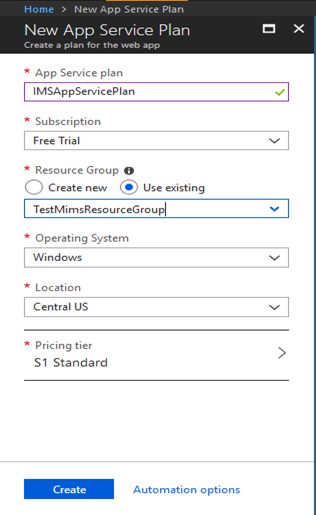 Home > New App Service Plan
New App Service Plan
Create a plan for the web app
* App Service plan
IMSAppServicePlan
* Subscription
Free Trial
* Resource Group
Create new Use existing
TestMimsResourceGroup
* Operating System
Windows
* Location
Central US
* Pricing tier
S1 Standard
Create Automation options